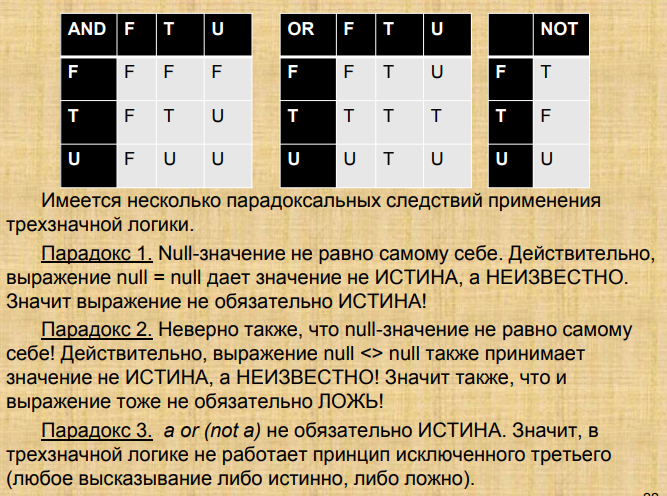 AND F T U OR F T U NOT
F F F F F F T U F T
T F T U T T T T T F
U F U U U U T U U U
Имеется несколько парадоксальных следствий применения
трехзначной логики.
Парадокс 1. Null-значение не равно самому себе. Действительно,
выражение null = null дает значение не ИСТИНА, а НЕИЗВЕСТНО.
Значит выражение не обязательно ИСТИНА!
Парадокс 2. Неверно также, что null-значение не равно самому
себе! Действительно, выражение null <> null также принимает
значение не ИСТИНА, а НЕИЗВЕСТНО! Значит также, что и
выражение тоже не обязательно ЛОЖЬ!
Парадокс 3. a or (not a) не обязательно ИСТИНА. Значит, в
трехзначной логике не работает принцип исключенного третьего
(любое высказывание либо истинно, либо ложно).